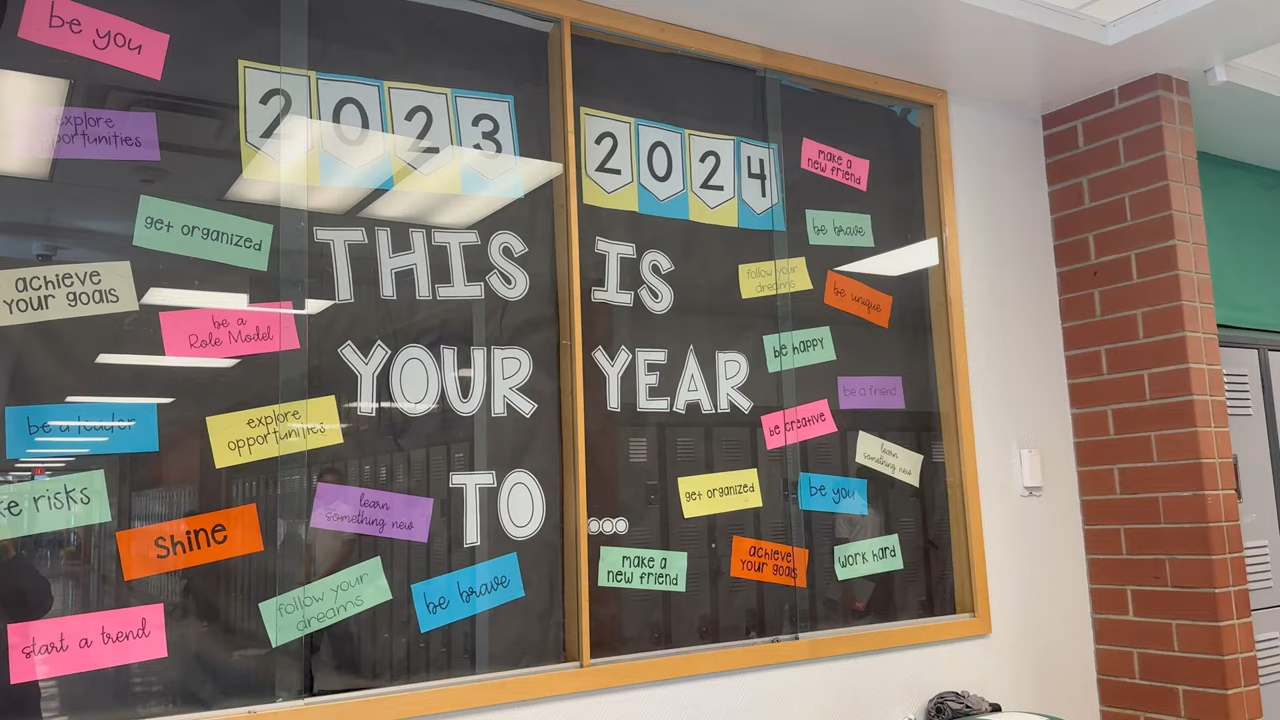 be you
explore
opportunities
get organized
achieve
your goals
be a
Role Model
be a leader
explore
opportunities
risks
Shine
learn
something new
start a trend
follow your
dreams
be brave
2023 2024
THIS IS
YOUR YEAR
TO ...
make a
new friend
be brave
follow your
dreams
be unique
be happy
be a friend
be creative
learn
something new
get organized
be you
make a
new friend
achieve
your goals
work hard